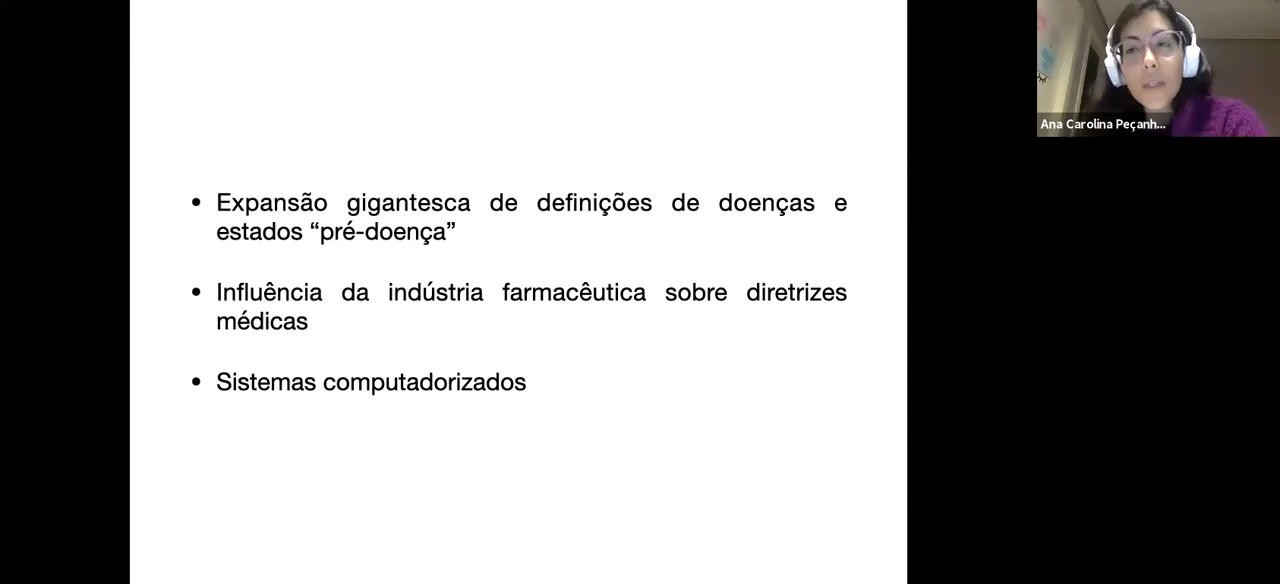 • Expansão gigantesca de definições de doenças e
estados “pré-doença”
• Influência da indústria farmacêutica sobre diretrizes
médicas
• Sistemas computadorizados
Ana Carolina Peçanh...